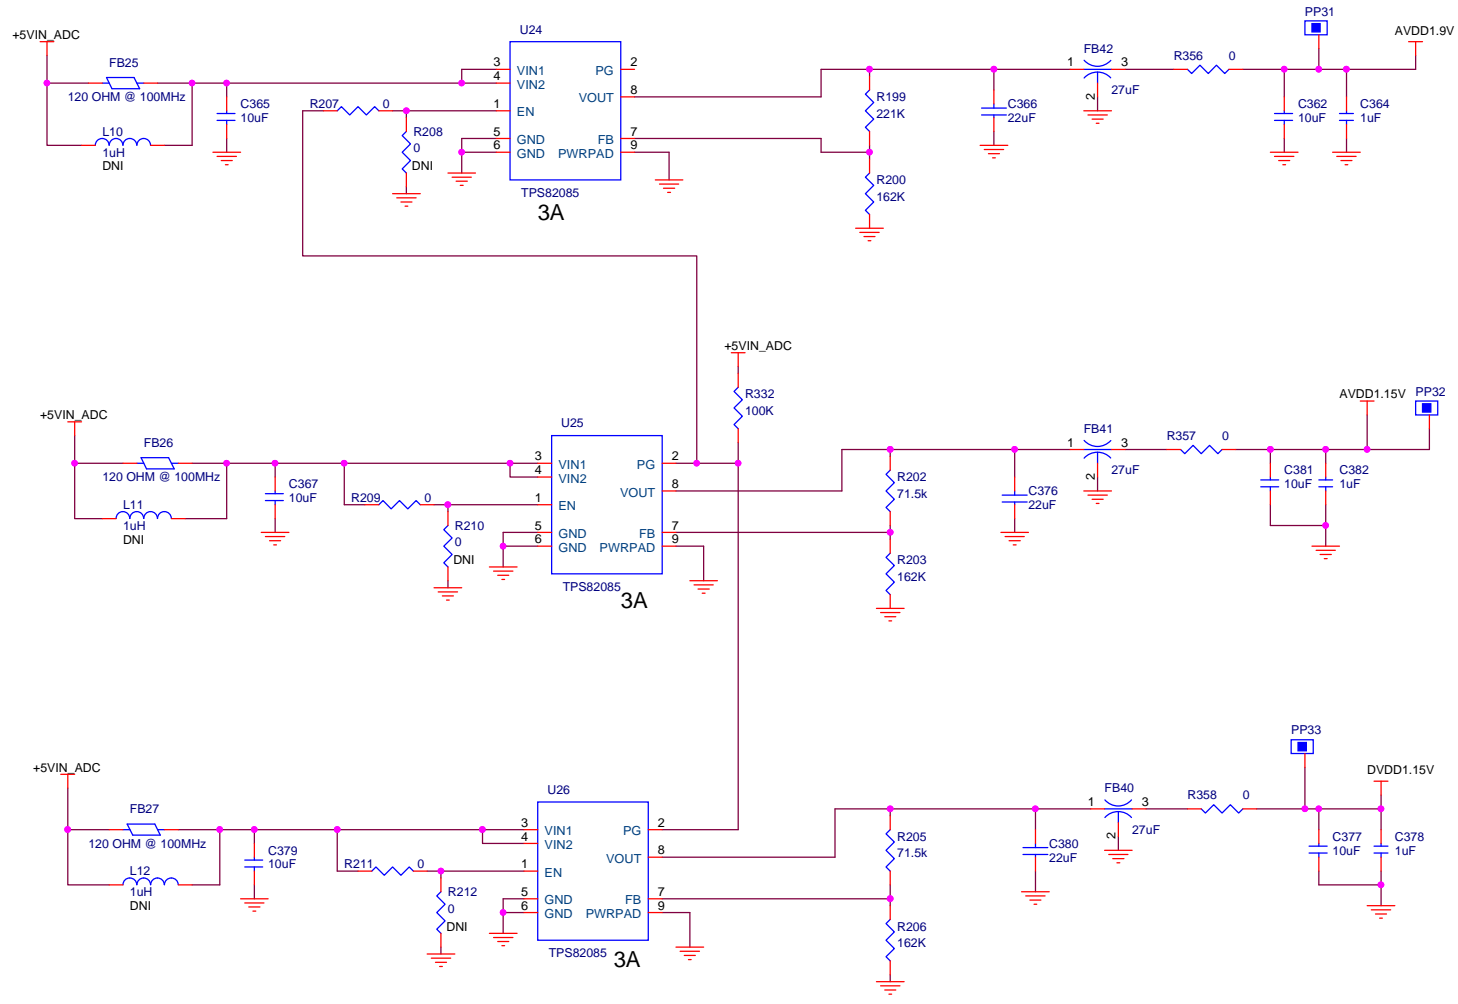 +5VIN_ADC
FB25
120 OHM @ 100MHz
L10
1uH
DNI
C365
10uF
R207 0
R208
0
DNI
U24
3 VIN1
4 VIN2
1 EN
5 GND
6 GND
PG 2
VOUT 8
FB 7
PWRPAD 9
TPS82085
3A
R199
221K
R200
162K
C366
22uF
FB42
1 3
2
27uF
R356 0
PP31
AVDD1.9V
C362
10uF
C364
1uF
+5VIN_ADC
R332
100K
+5VIN_ADC
FB26
120 OHM @ 100MHz
L11
1uH
DNI
C367
10uF
R209 0
R210
0
DNI
U25
3 VIN1
4 VIN2
1 EN
5 GND
6 GND
PG 2
VOUT 8
FB 7
PWRPAD 9
TPS82085
3A
R202
71.5k
R203
162K
C376
22uF
FB41
1 3
2
27uF
R357 0
AVDD1.15V
PP32
C381
10uF
C382
1uF
+5VIN_ADC
FB27
120 OHM @ 100MHz
L12
1uH
DNI
C379
10uF
R211 0
R212
0
DNI
U26
3 VIN1
4 VIN2
1 EN
5 GND
6 GND
PG 2
VOUT 8
FB 7
PWRPAD 9
TPS82085
3A
R205
71.5k
R206
162K
C380
22uF
FB40
1 3
2
27uF
R358 0
PP33
DVDD1.15V
C377
10uF
C378
1uF